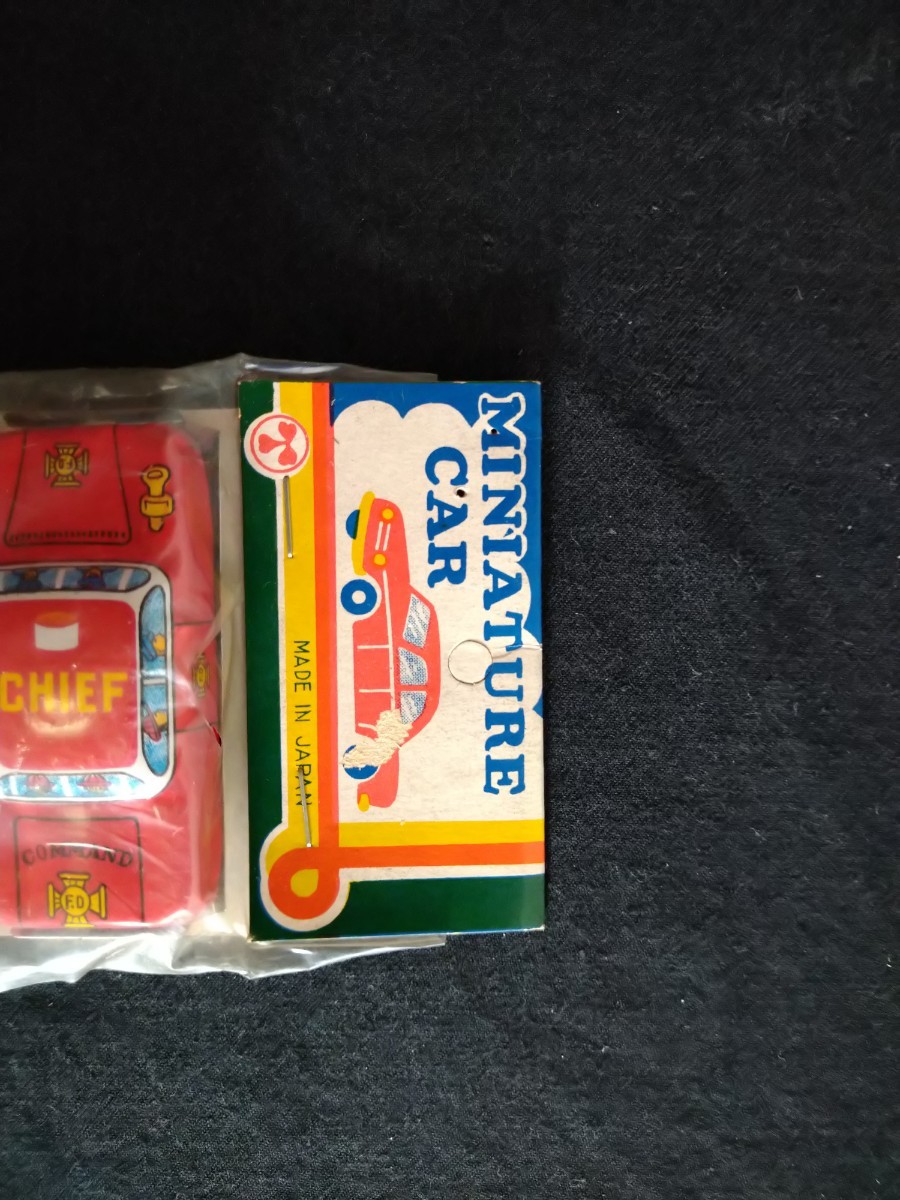 MINIATURE
CAR
MADE IN JAPAN
CHIEF
COMMAND
F.D